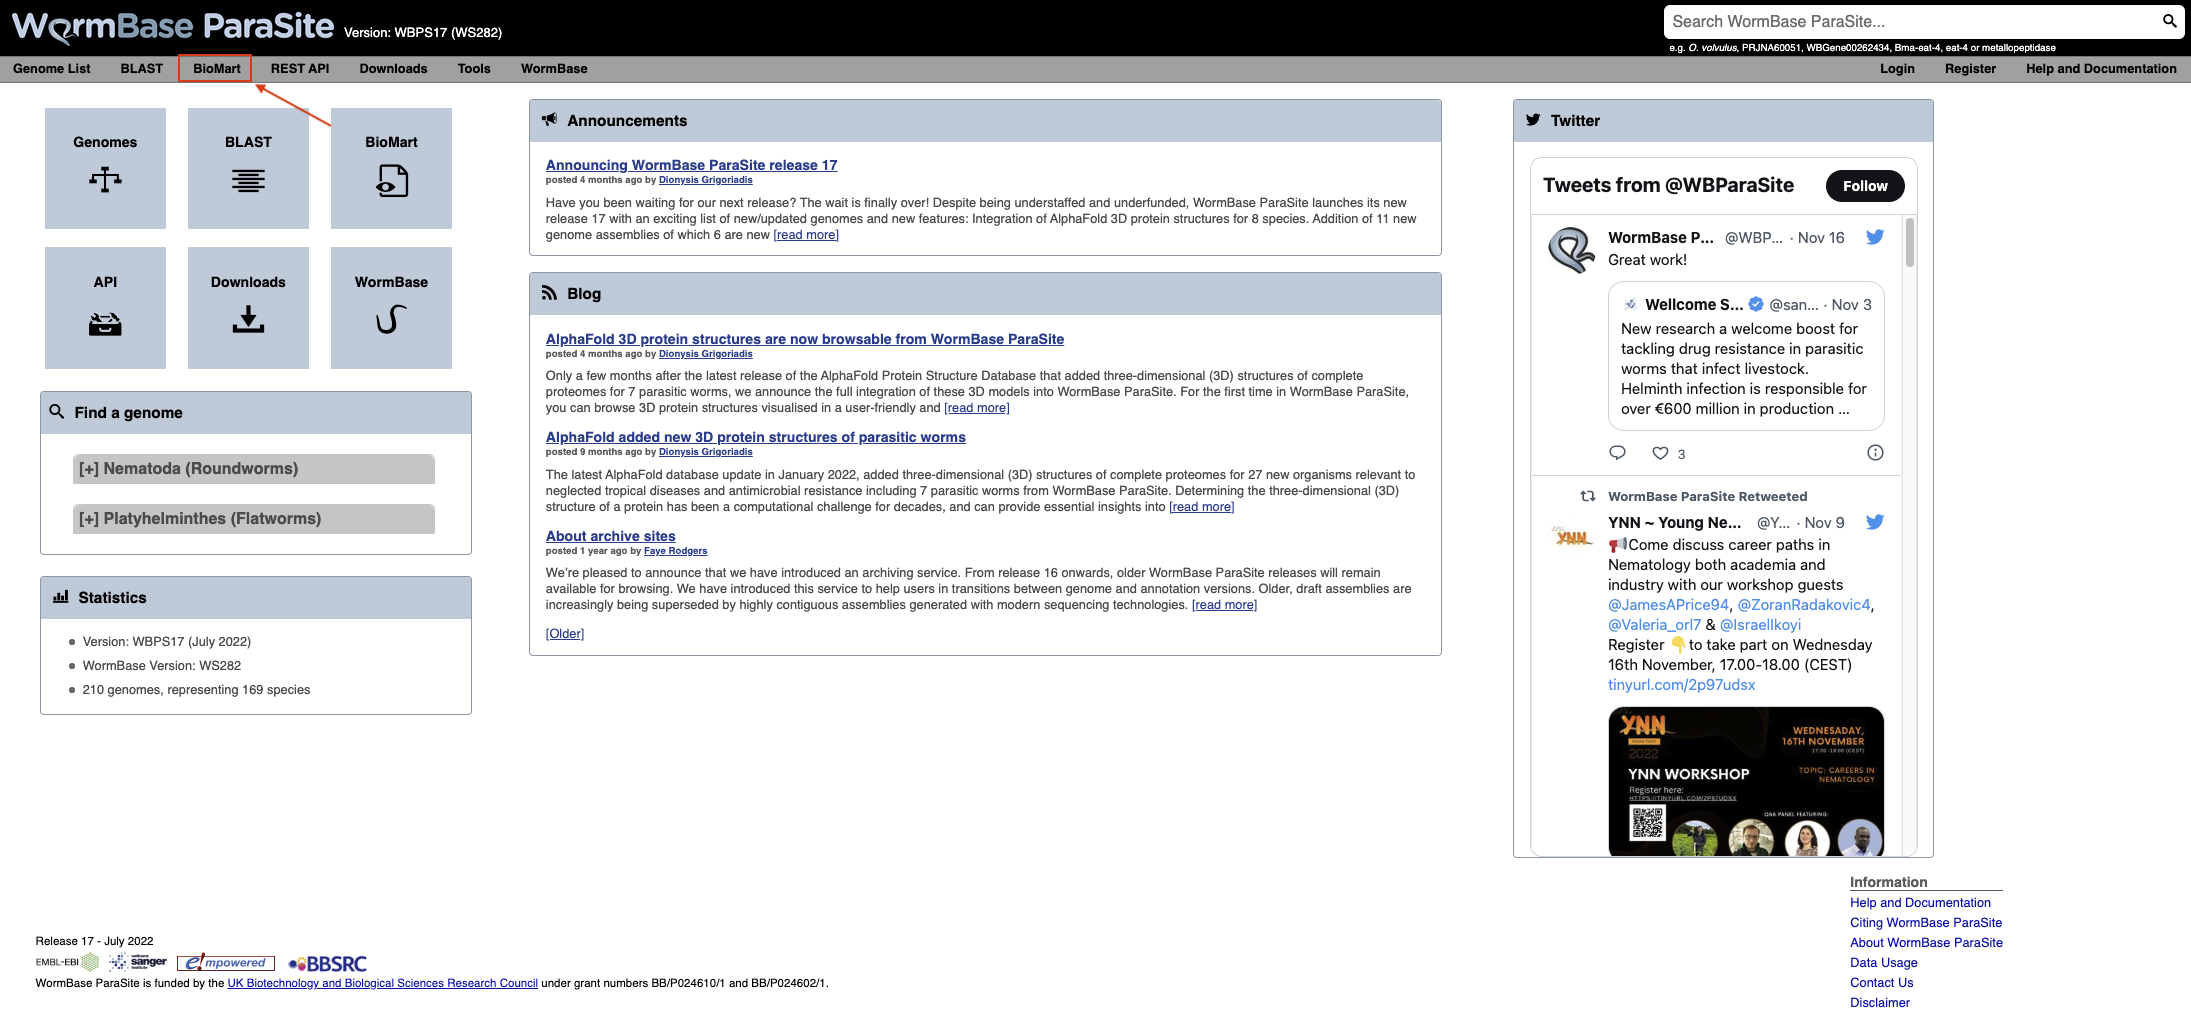 WormBase ParaSite Version: WBPS17 (WS282)
Search WormBase ParaSite...
e.g. O. volvulus, PRJNA60051, WBGene00262434, Bma-eat-4, eat-4 or metallopeptidase
Genome List BLAST BioMart REST API Downloads Tools WormBase Login Register Help and Documentation
Genomes BLAST BioMart
API Downloads WormBase
Find a genome
[+] Nematoda (Roundworms)
[+] Platyhelminthes (Flatworms)
Statistics
Version: WBPS17 (July 2022)
WormBase Version: WS282
210 genomes, representing 169 species
Announcements
Announcing WormBase ParaSite release 17
posted 4 months ago by Dionysis Grigoriadis
Have you been waiting for our next release? The wait is finally over! Despite being understaffed and underfunded, WormBase ParaSite launches its new
release 17 with an exciting list of new/updated genomes and new features: Integration of AlphaFold 3D protein structures for 8 species. Addition of 11 new
genome assemblies of which 6 are new [read more]
Blog
AlphaFold 3D protein structures are now browsable from WormBase ParaSite
posted 4 months ago by Dionysis Grigoriadis
Only a few months after the latest release of the AlphaFold Protein Structure Database that added three-dimensional (3D) structures of complete
proteomes for 7 parasitic worms, we announce the full integration of these 3D models into WormBase ParaSite. For the first time in WormBase ParaSite,
you can browse 3D protein structures visualised in a user-friendly and [read more]
AlphaFold added new 3D protein structures of parasitic worms
posted 9 months ago by Dionysis Grigoriadis
The latest AlphaFold database update in January 2022, added three-dimensional (3D) structures of complete proteomes for 27 new organisms relevant to
neglected tropical diseases and antimicrobial resistance including 7 parasitic worms from WormBase ParaSite. Determining the three-dimensional (3D)
structure of a protein has been a computational challenge for decades, and can provide essential insights into [read more]
About archive sites
posted 1 year ago by Faye Rodgers
We're pleased to announce that we have introduced an archiving service. From release 16 onwards, older WormBase ParaSite releases will remain
available for browsing. We have introduced this service to help users in transitions between genome and annotation versions. Older, draft assemblies are
increasingly being superseded by highly contiguous assemblies generated with modern sequencing technologies. [read more]
[Older]
Twitter
Tweets from @WBParaSite Follow
WormBase P... @WBP... · Nov 16
Great work!
Wellcome S... @san... · Nov 3
New research a welcome boost for
tackling drug resistance in parasitic
worms that infect livestock.
Helminth infection is responsible for
over €600 million in production ...
3
WormBase ParaSite Retweeted
YNN ~ Young Ne... @Y... · Nov 9
YNN
Come discuss career paths in
Nematology both academia and
industry with our workshop guests
@JamesAPrice94, @ZoranRadakovic4,
@Valeria_orl7 & @IsraelIkoyi
Register 👇to take part on Wednesday
16th November, 17.00-18.00 (CEST)
tinyurl.com/2p97udsx
YNN
2022
WEDNESADAY,
16TH NOVEMBER
17:00 -18:00 (CEST)
YNN WORKSHOP
Register here:
HTTPS://TINYURL.COM/2P97UDSX
TOPIC: CAREERS IN
NEMATOLOGY
Q&A PANEL FEATURING:
Information
Help and Documentation
Citing WormBase ParaSite
About WormBase ParaSite
Data Usage
Contact Us
Disclaimer
Release 17 - July 2022
EMBL-EBI wellcome sanger institute e!mpowered BBSRC
WormBase ParaSite is funded by the UK Biotechnology and Biological Sciences Research Council under grant numbers BB/P024610/1 and BB/P024602/1.